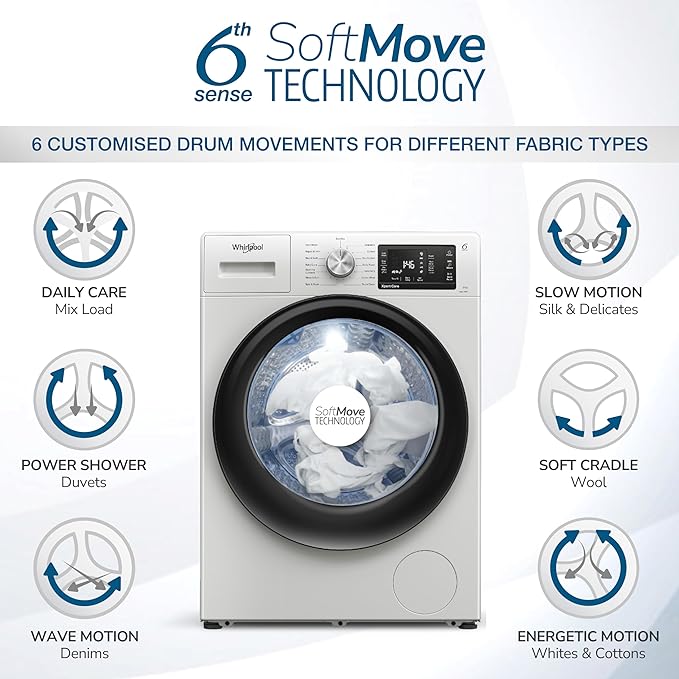 6th
sense
SoftMove
TECHNOLOGY
6 CUSTOMISED DRUM MOVEMENTS FOR DIFFERENT FABRIC TYPES
DAILY CARE
Mix Load
POWER SHOWER
Duvets
WAVE MOTION
Denims
Whirlpool
1:46
XpertCare
SoftMove
TECHNOLOGY
SLOW MOTION
Silk & Delicates
SOFT CRADLE
Wool
ENERGETIC MOTION
Whites & Cottons